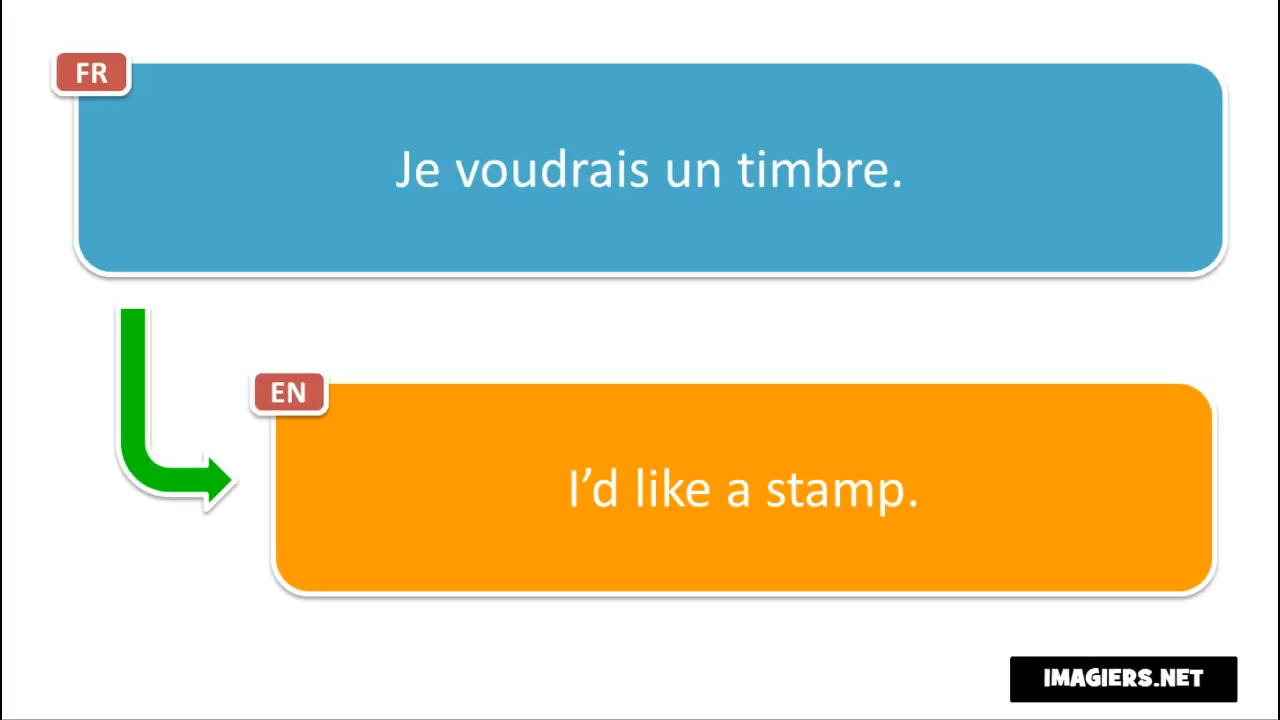 FR
Je voudrais un timbre.
EN
I’d like a stamp.
IMAGIERS.NET